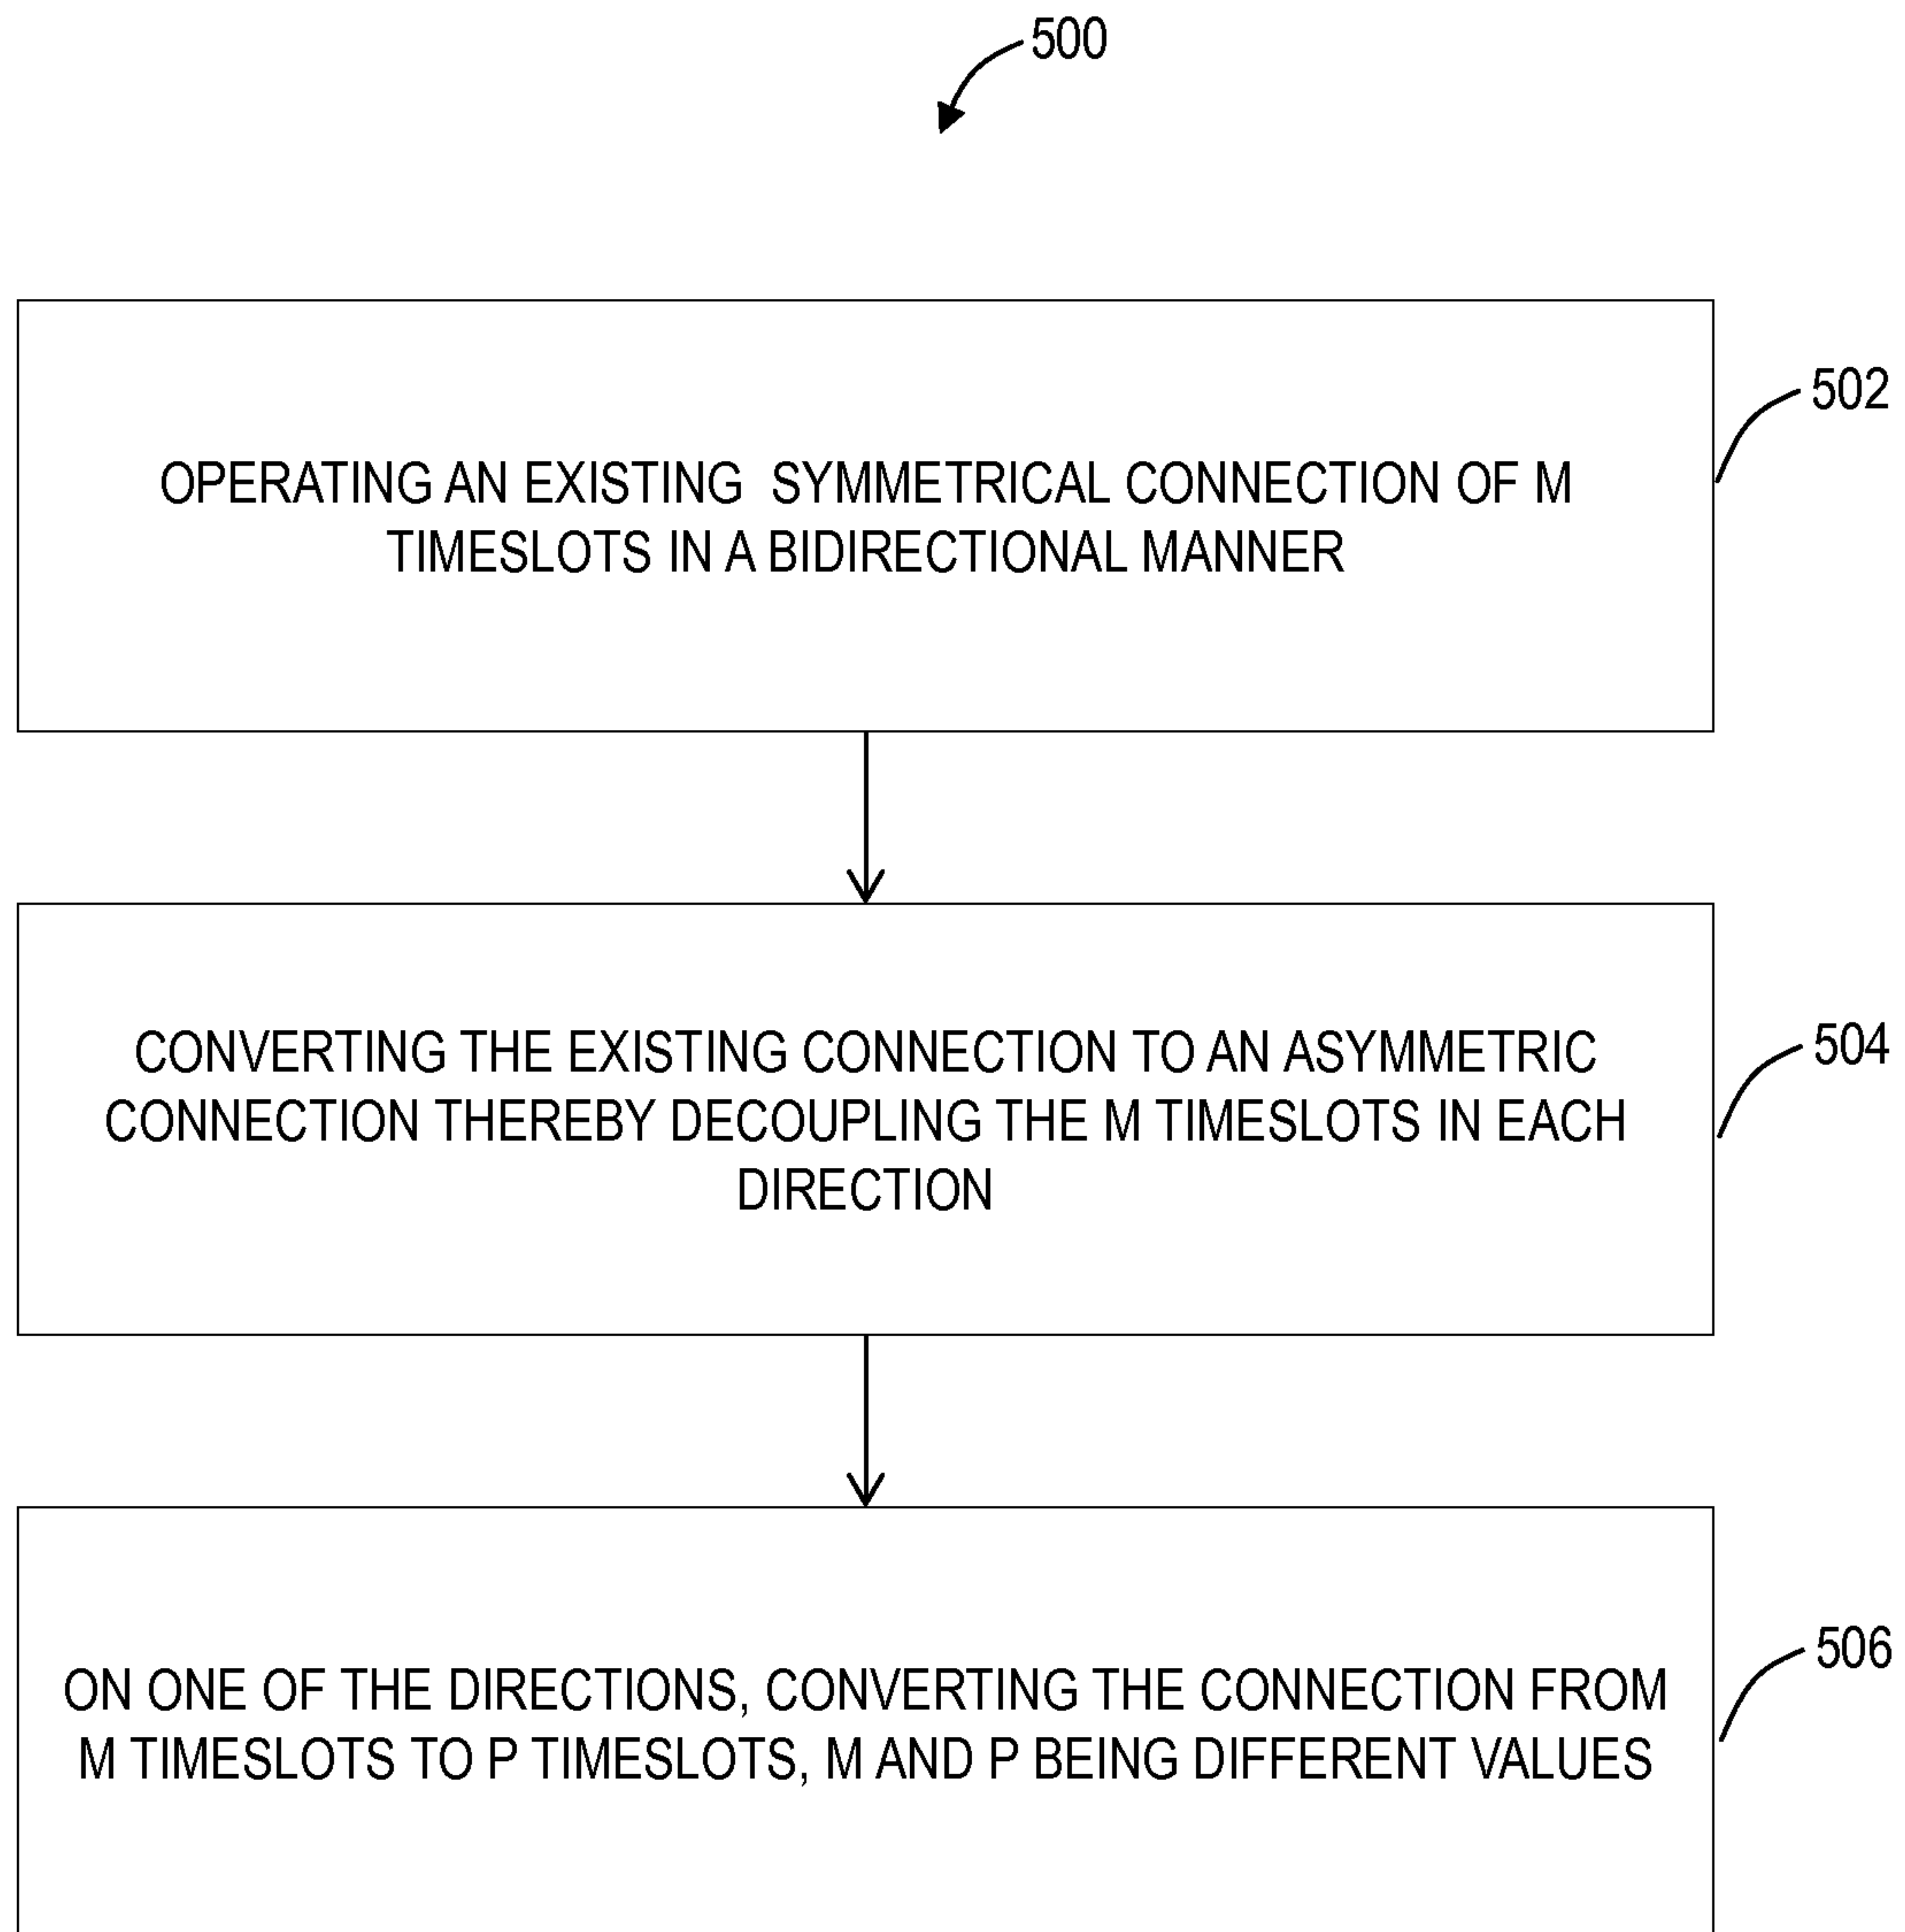 500
OPERATING AN EXISTING SYMMETRICAL CONNECTION OF M
TIMESLOTS IN A BIDIRECTIONAL MANNER
502
CONVERTING THE EXISTING CONNECTION TO AN ASYMMETRIC
CONNECTION THEREBY DECOUPLING THE M TIMESLOTS IN EACH
DIRECTION
504
ON ONE OF THE DIRECTIONS, CONVERTING THE CONNECTION FROM
M TIMESLOTS TO P TIMESLOTS, M AND P BEING DIFFERENT VALUES
506